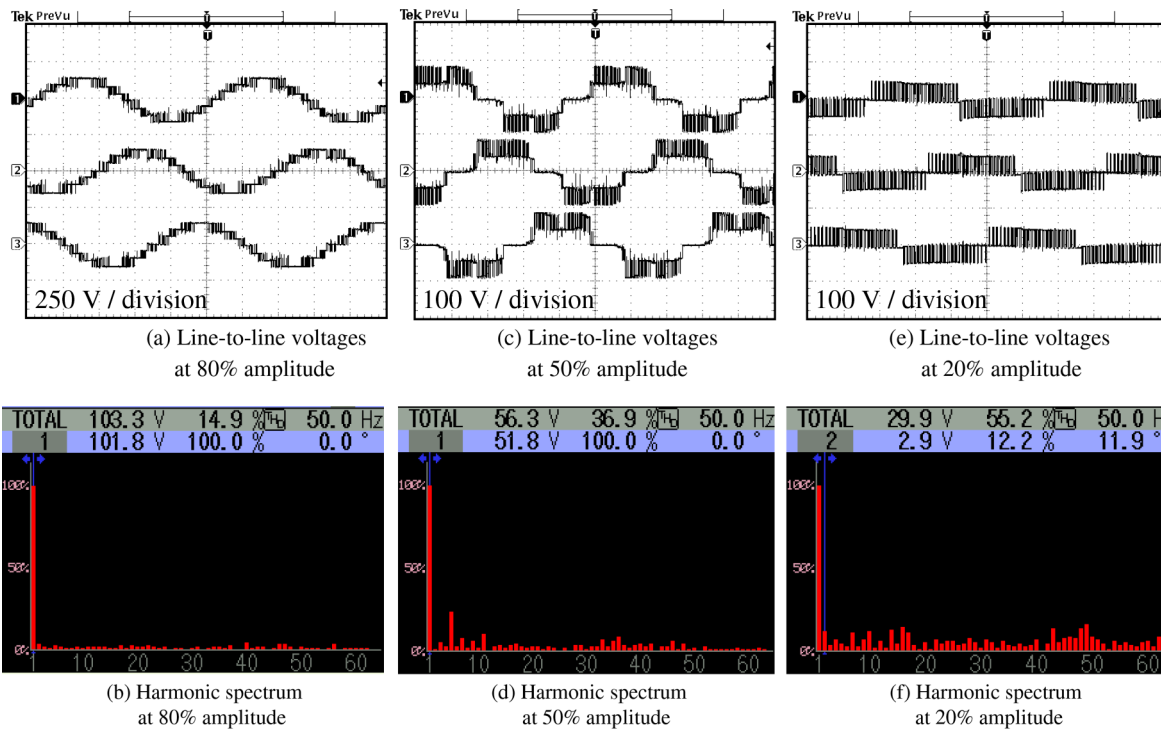 Tek PreVu
U
T
1
2
3
250 V / division
(a) Line-to-line voltages
at 80% amplitude
Tek PreVu
U
T
1
2
3
100 V / division
(c) Line-to-line voltages
at 50% amplitude
Tek PreVu
U
T
1
2
3
100 V / division
(e) Line-to-line voltages
at 20% amplitude
TOTAL 103.3 V 14.9 % THD 50.0 Hz
1 101.8 V 100.0 % 0.0 °
100%
50%
0%
1 10 20 30 40 50 60
(b) Harmonic spectrum
at 80% amplitude
TOTAL 56.3 V 36.9 % THD 50.0 Hz
1 51.8 V 100.0 % 0.0 °
100%
50%
0%
1 10 20 30 40 50 60
(d) Harmonic spectrum
at 50% amplitude
TOTAL 29.9 V 55.2 % THD 50.0 H
2 2.9 V 12.2 % 11.9 °
100%
50%
0%
1 10 20 30 40 50 60
(f) Harmonic spectrum
at 20% amplitude